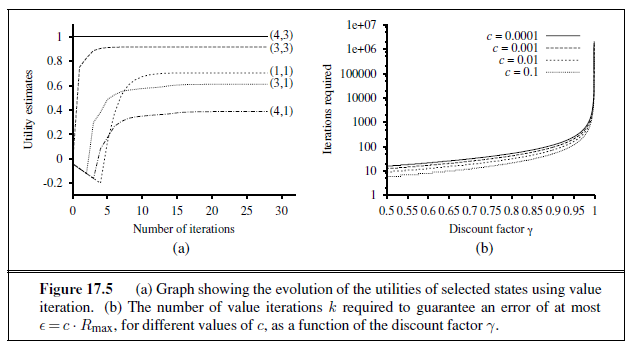 Utility estimates
1
0.8
0.6
0.4
0.2
0
-0.2
(4,3)
(3,3)
(1,1)
(3,1)
(4,1)
0 5 10 15 20 25 30
Number of iterations
(a)
Iterations required
1e+07
1e+06
100000
10000
1000
100
10
1
c = 0.0001
c = 0.001
c = 0.01
c = 0.1
0.5 0.55 0.6 0.65 0.7 0.75 0.8 0.85 0.9 0.95 1
Discount factor γ
(b)
Figure 17.5 (a) Graph showing the evolution of the utilities of selected states using value
iteration. (b) The number of value iterations k required to guarantee an error of at most
ϵ = c · Rmax, for different values of c, as a function of the discount factor γ.